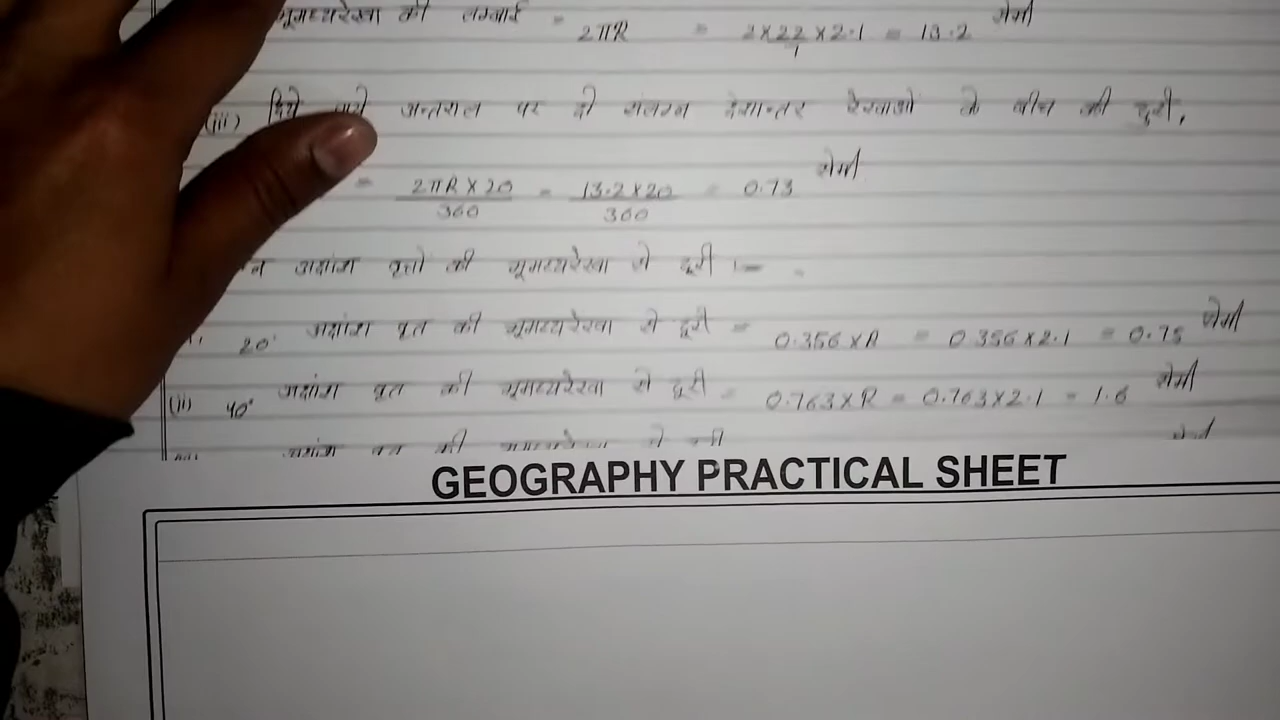 भूमध्यरेखा की लम्बाई = 2πR = 2×22/7×2.1 = 13.2 सेमी
(iii) दिये अन्तराल पर दो संलग्न देशान्तर रेखाओं के बीच की दूरी,
= 2πR×20/360 = 13.2×20/360 = 0.73 सेमी
अक्षांश वृत्तो की भूमध्यरेखा से दूरी :-
20° अक्षांश वृत की भूमध्यरेखा से दूरी = 0.356×R = 0.356×2.1 = 0.75 सेमी
(ii) 40° अक्षांश वृत की भूमध्यरेखा से दूरी = 0.763×R = 0.763×2.1 = 1.6 सेमी
GEOGRAPHY PRACTICAL SHEET